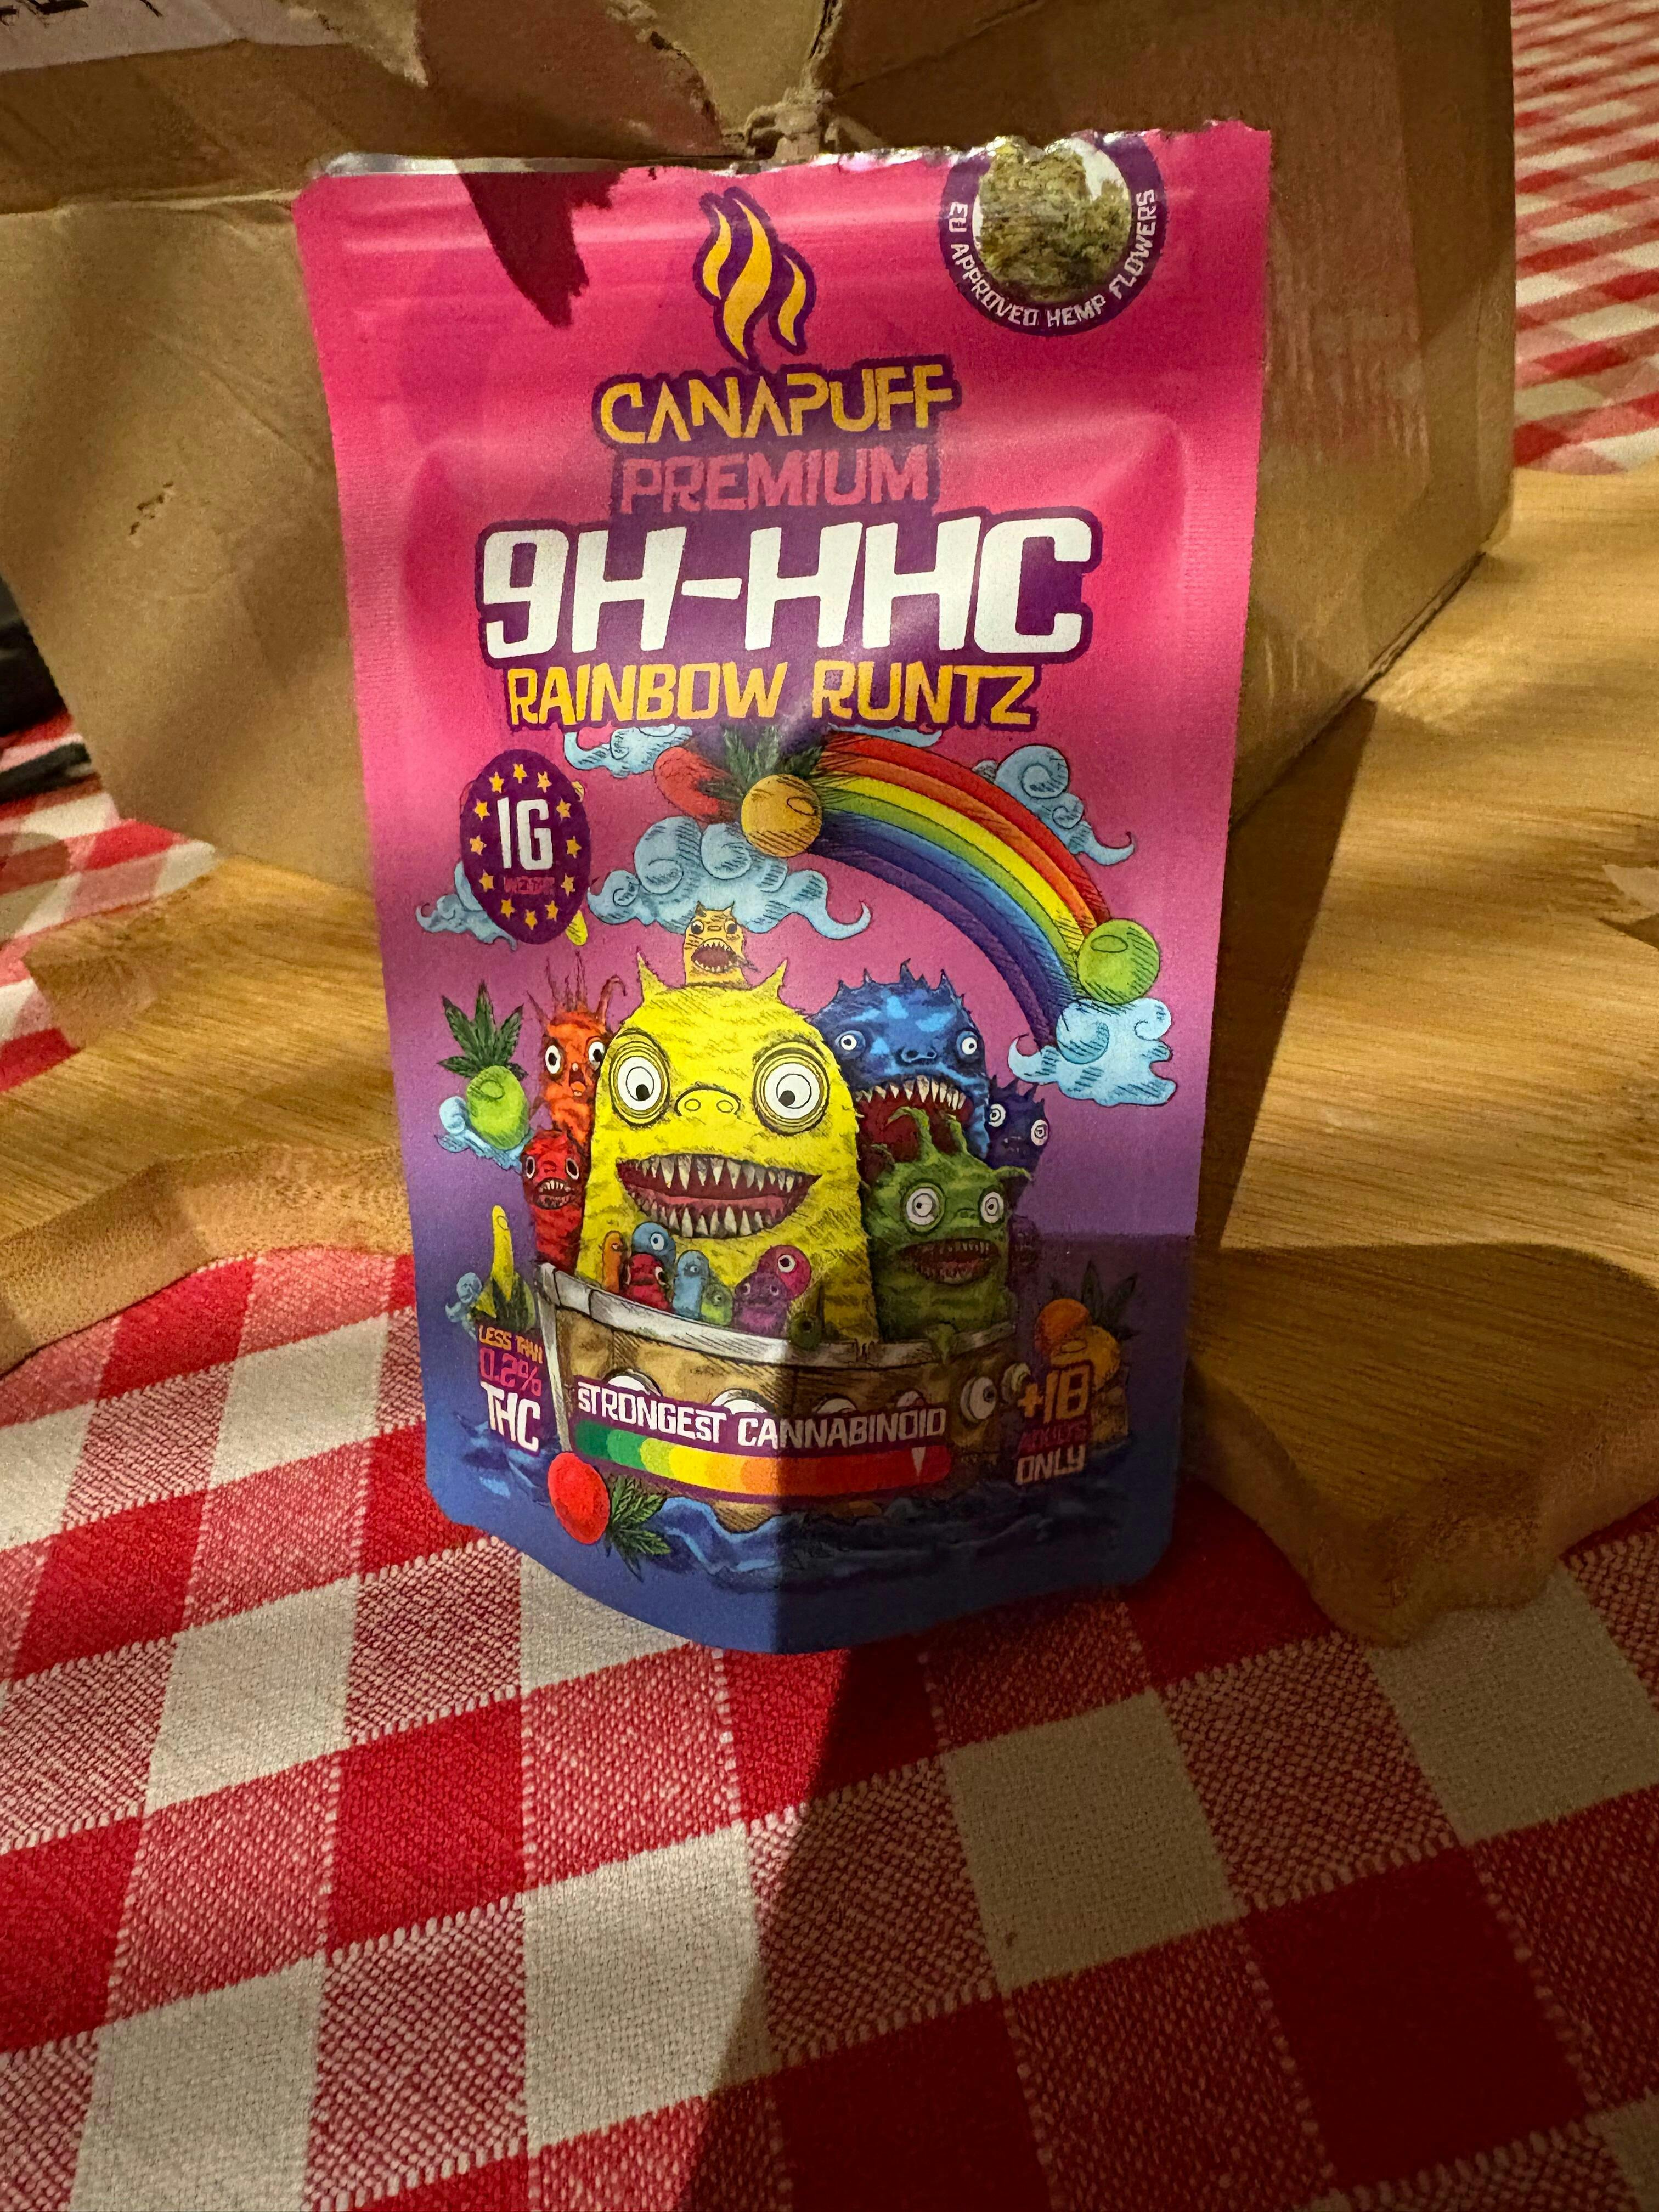 EU APPROVED HEMP FLOWERS
CANAPUFF
PREMIUM
9H-HHC
RAINBOW RUNTZ
1G
LESS THAN
0.2%
THC
STRONGEST CANNABINOID
+18
ADULTS
ONLY